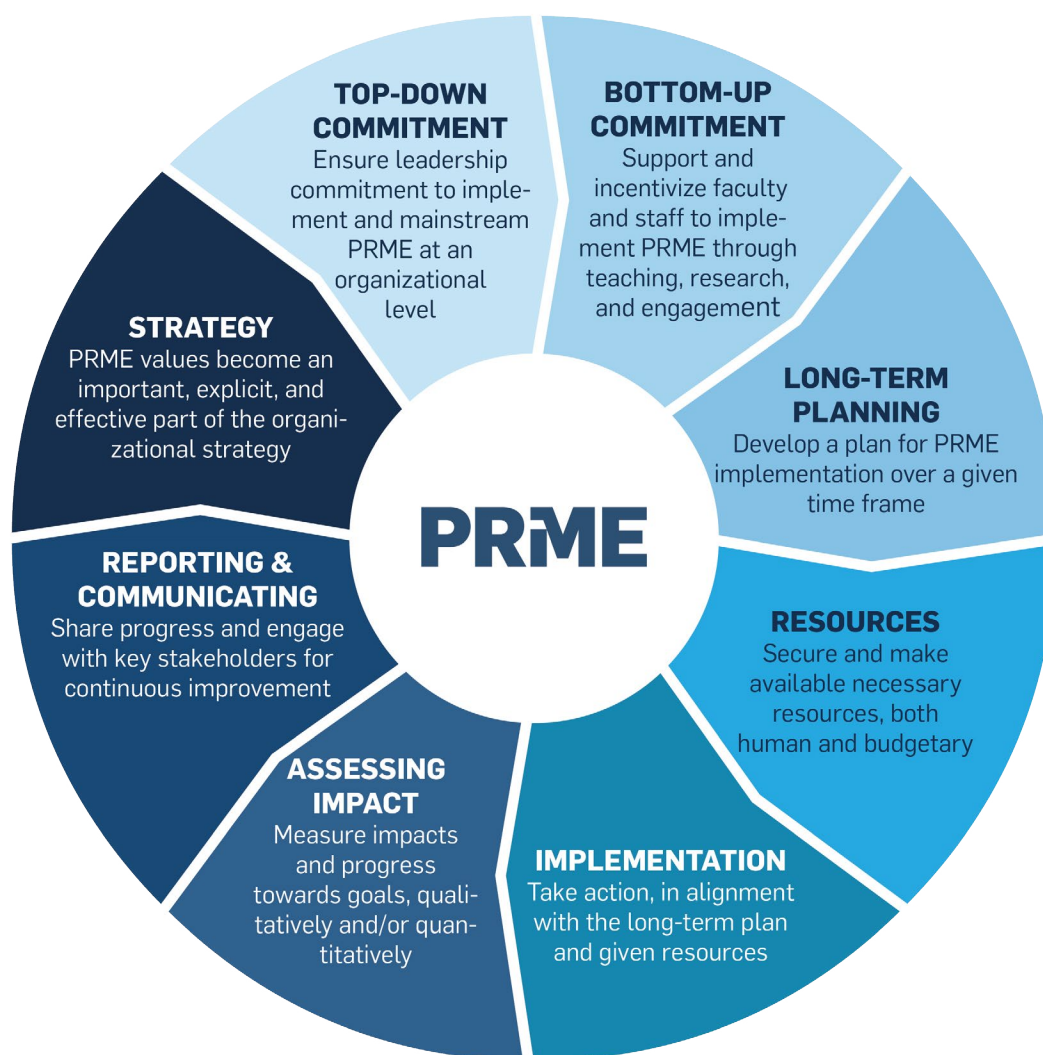 TOP-DOWN
COMMITMENT
Ensure leadership
commitment to imple-
ment and mainstream
PRME at an
organizational
level
BOTTOM-UP
COMMITMENT
Support and
incentivize faculty
and staff to imple-
ment PRME through
teaching, research,
and engagement
LONG-TERM
PLANNING
Develop a plan for PRME
implementation over a given
time frame
RESOURCES
Secure and make
available necessary
resources, both
human and budgetary
IMPLEMENTATION
Take action, in alignment
with the long-term plan
and given resources
ASSESSING
IMPACT
Measure impacts
and progress
towards goals, quali-
tatively and/or quan-
titatively
REPORTING &
COMMUNICATING
Share progress and engage
with key stakeholders for
continuous improvement
STRATEGY
PRME values become an
important, explicit, and
effective part of the organi-
zational strategy
PRiME